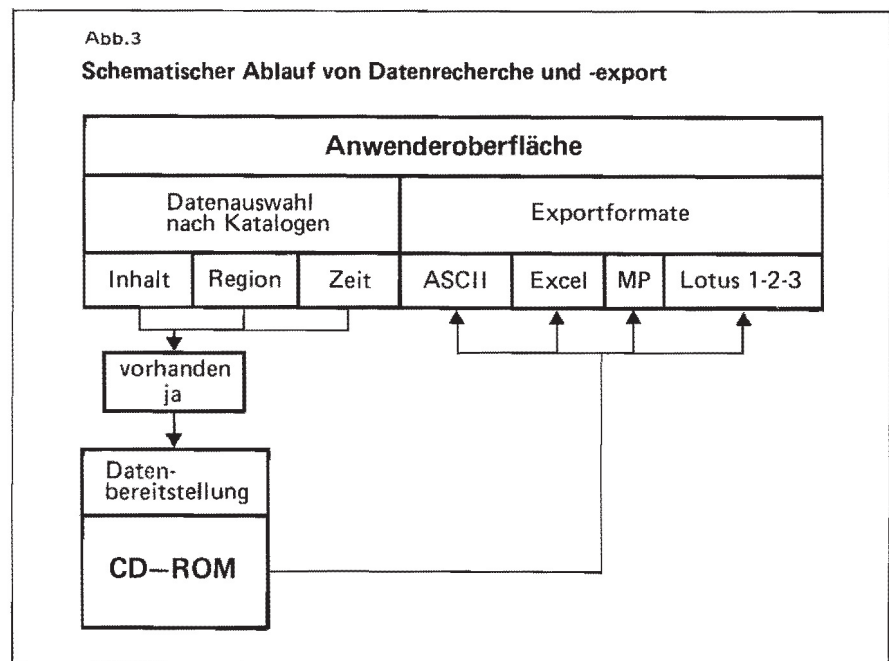 Abb.3
Schematischer Ablauf von Datenrecherche und -export
Anwenderoberfläche
Datenauswahl
nach Katalogen
Exportformate
Inhalt Region Zeit ASCII Excel MP Lotus 1-2-3
vorhanden
ja
Daten-
bereitstellung
CD—ROM